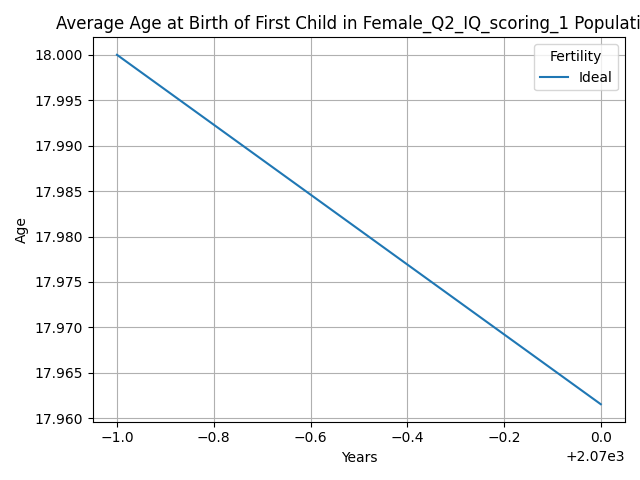 Average Age at Birth of First Child in Female_Q2_IQ_scoring_1 Populati
Fertility
Ideal
18.000
17.995
17.990
17.985
17.980
17.975
17.970
17.965
17.960
Age
−1.0 −0.8 −0.6 −0.4 −0.2 0.0
Years
+2.07e3